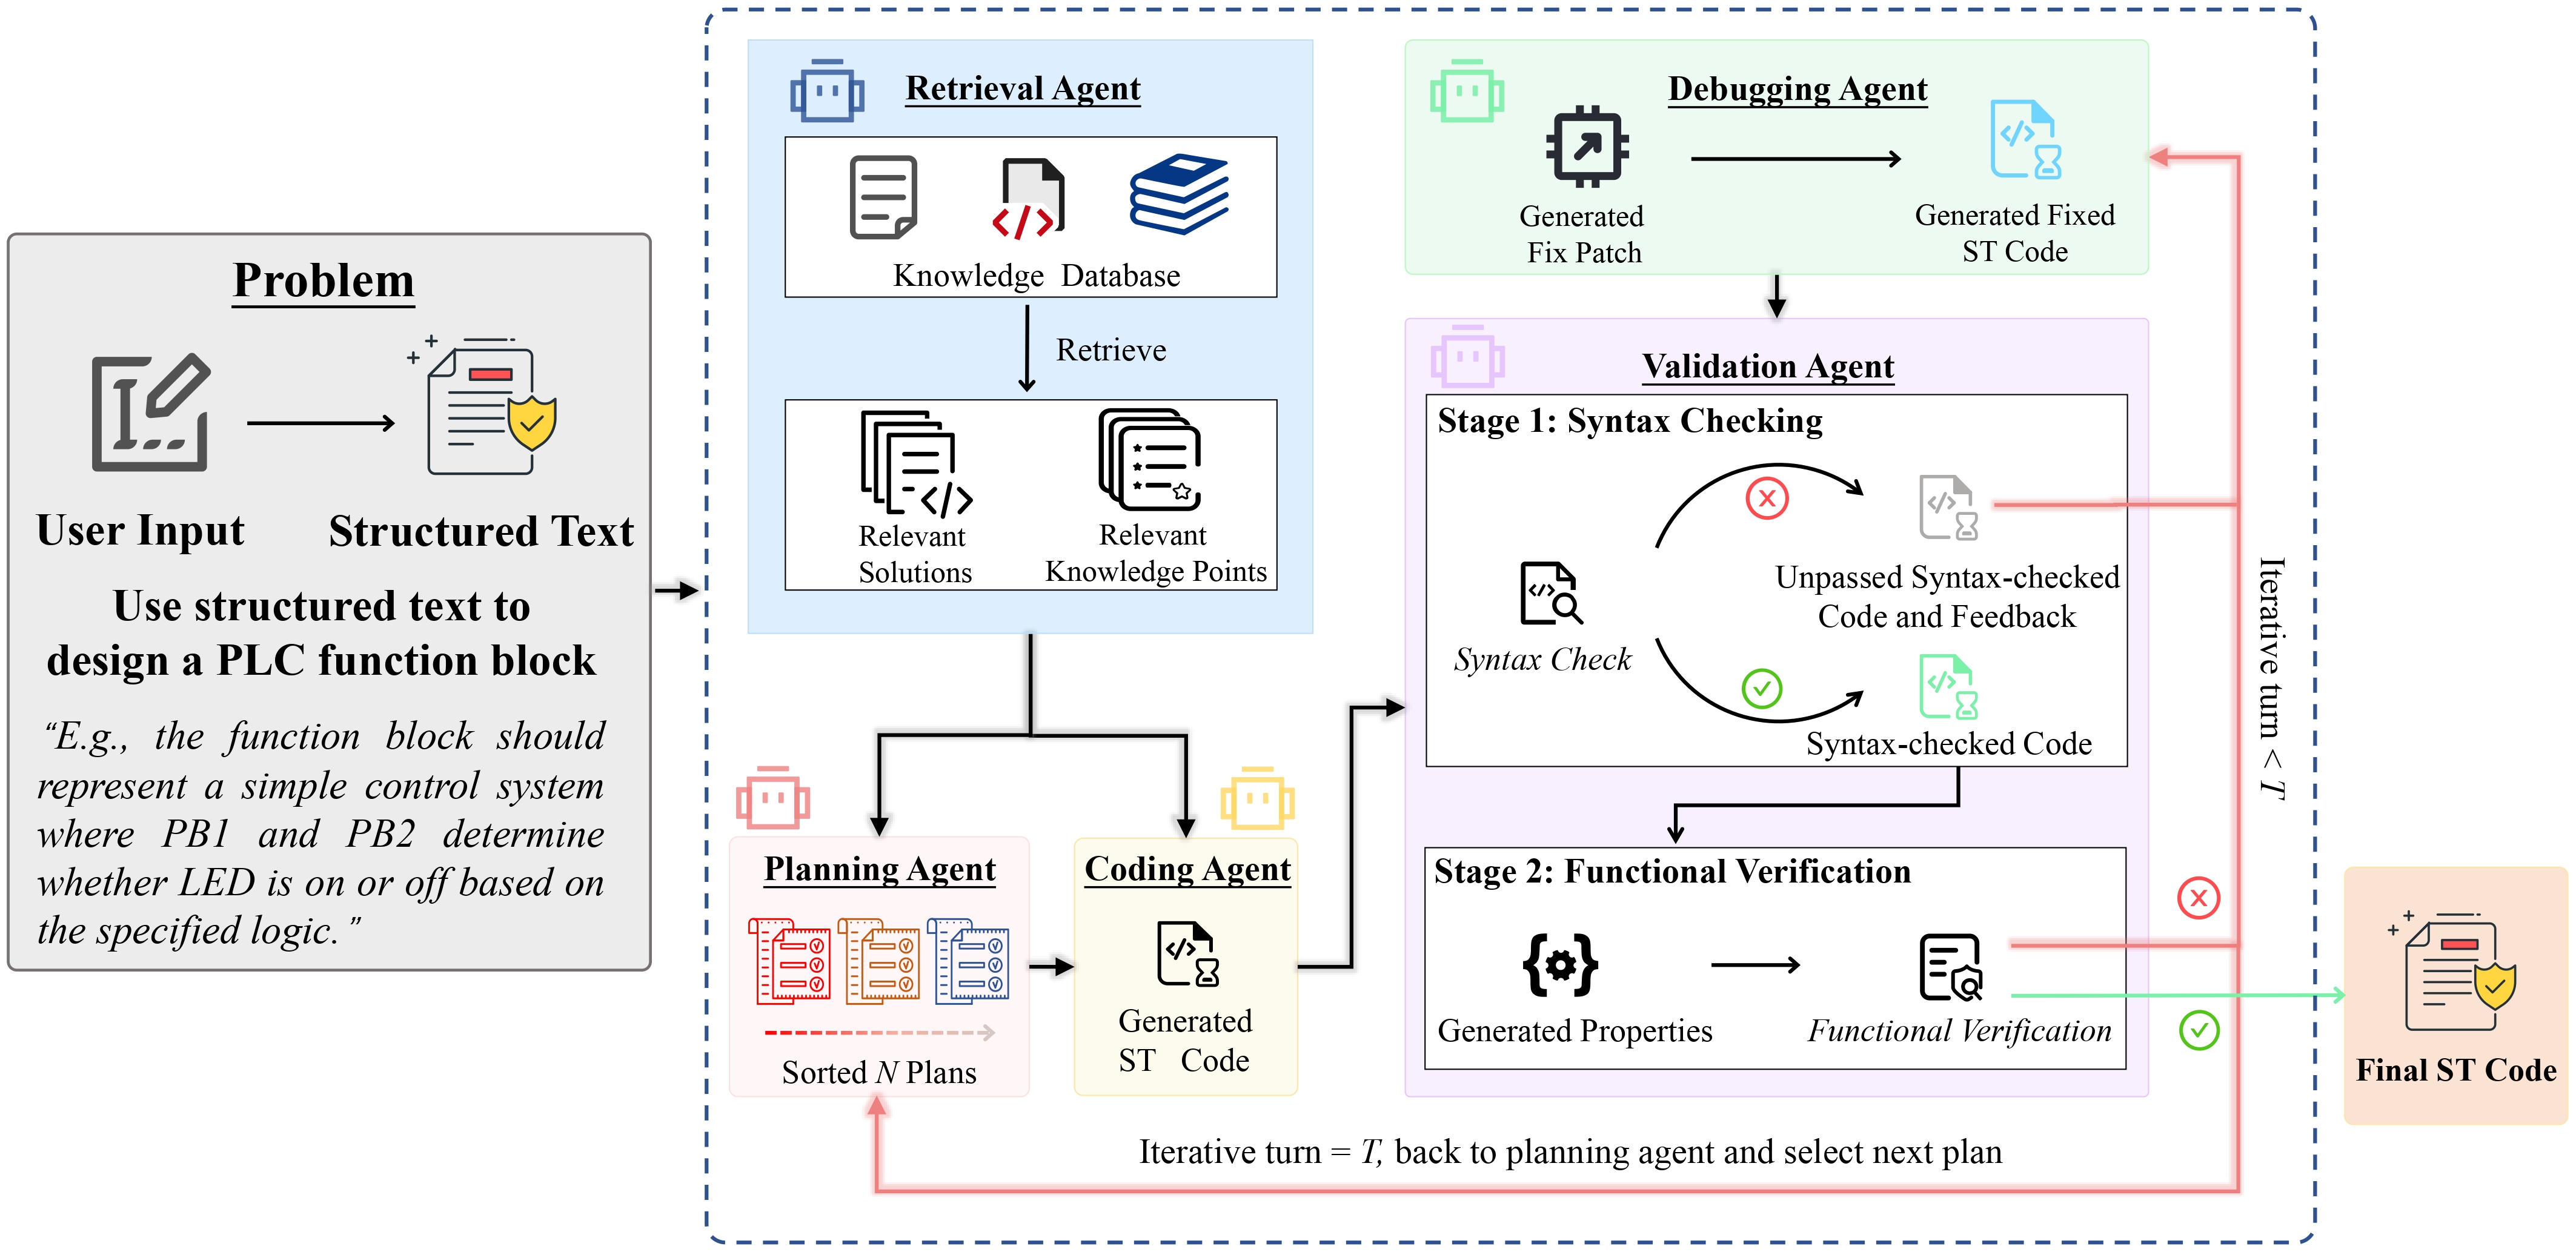 Problem
User Input
Structured Text
Use structured text to
design a PLC function block
“E.g., the function block should
represent a simple control system
where PB1 and PB2 determine
whether LED is on or off based on
the specified logic.”
Retrieval Agent
Knowledge Database
Retrieve
Relevant
Solutions
Relevant
Knowledge Points
Planning Agent
Sorted N Plans
Coding Agent
Generated
ST Code
Debugging Agent
Generated
Fix Patch
Generated Fixed
ST Code
Validation Agent
Stage 1: Syntax Checking
Syntax Check
Unpassed Syntax-checked
Code and Feedback
Syntax-checked Code
Stage 2: Functional Verification
Generated Properties
Functional Verification
Iterative turn < T
Iterative turn = T, back to planning agent and select next plan
Final ST Code